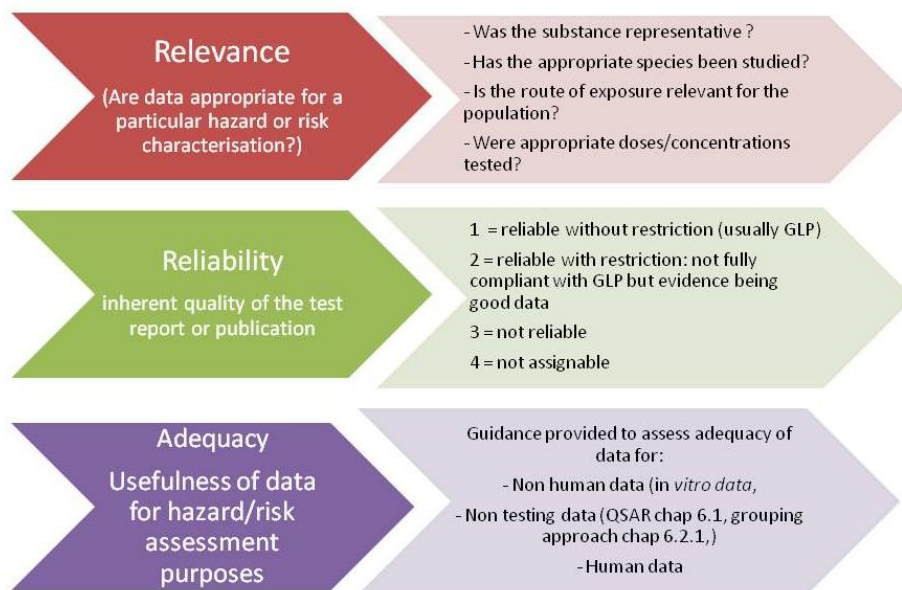 Relevance
(Are data appropriate for a
particular hazard or risk
characterisation?)
- Was the substance representative ?
- Has the appropriate species been studied?
- Is the route of exposure relevant for the
population?
- Were appropriate doses/concentrations
tested?
Reliability
inherent quality of the test
report or publication
1 = reliable without restriction (usually GLP)
2 = reliable with restriction: not fully
compliant with GLP but evidence being
good data
3 = not reliable
4 = not assignable
Adequacy
Usefulness of data
for hazard/risk
assessment
purposes
Guidance provided to assess adequacy of
data for:
- Non human data (in vitro data,
- Non testing data (QSAR chap 6.1, grouping
approach chap 6.2.1,)
-Human data